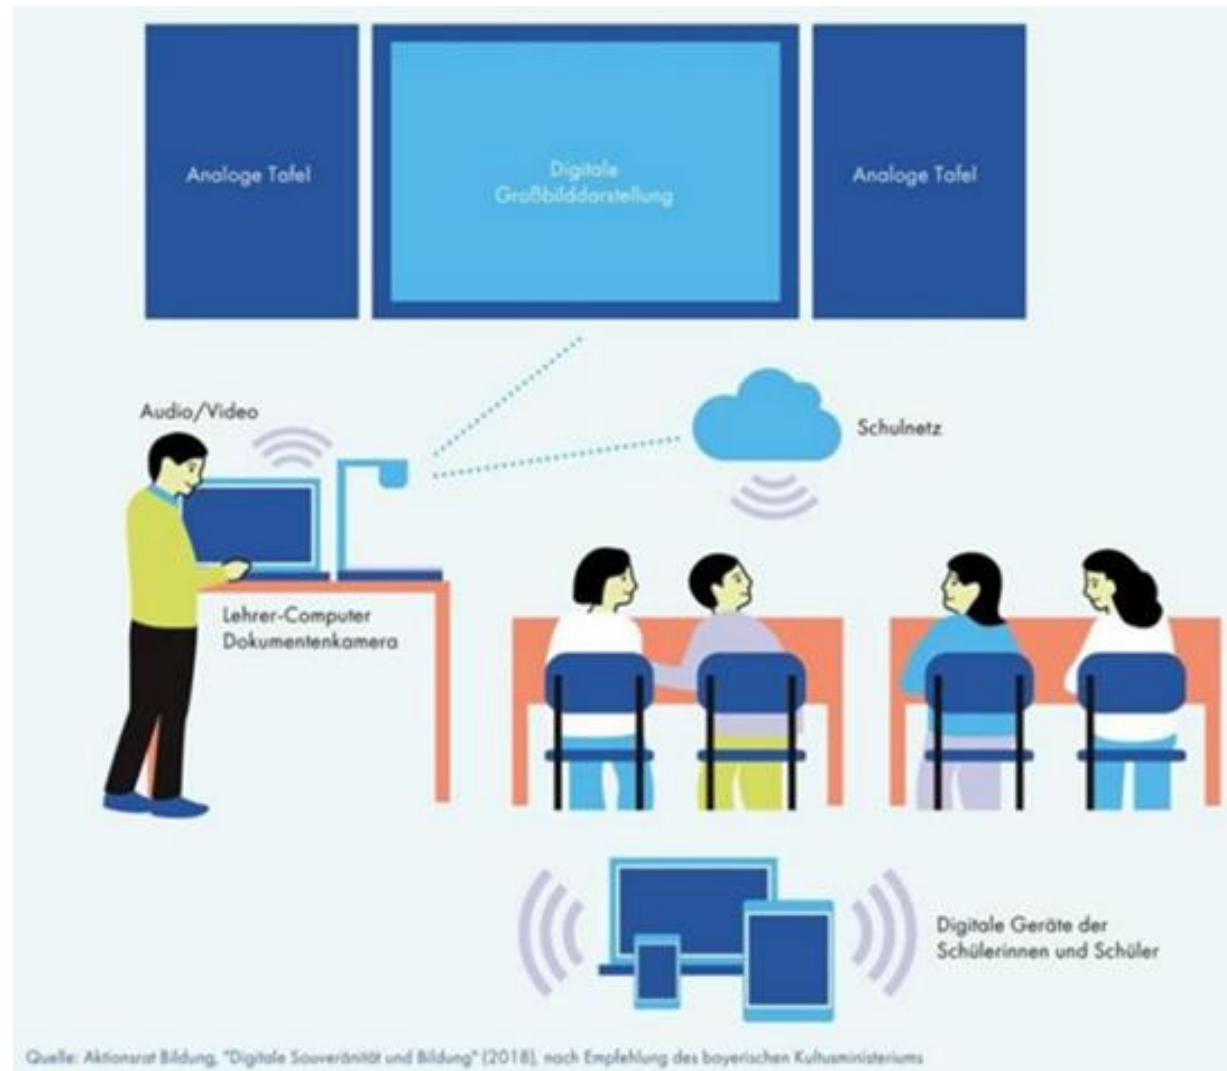 Analoge Tafel
Digitale
Großbilddarstellung
Analoge Tafel
Audio/Video
Schulnetz
Lehrer-Computer
Dokumentenkamera
Digitale Geräte der
Schülerinnen und Schüler
Quelle: Aktionsrat Bildung, "Digitale Souveränität und Bildung" (2018), nach Empfehlung des bayerischen Kultusministeriums